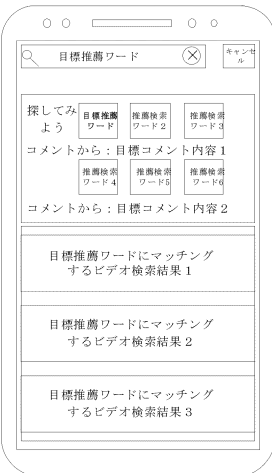 目標推薦ワード
キャンセ
ル
探してみ
よう
目標推薦
ワード
推薦検索
ワード2
推薦検索
ワード3
コメントから：目標コメント内容1
推薦検索
ワード4
推薦検索
ワード5
推薦検索
ワード6
コメントから：目標コメント内容2
目標推薦ワードにマッチング
するビデオ検索結果1
目標推薦ワードにマッチング
するビデオ検索結果2
目標推薦ワードにマッチング
するビデオ検索結果3